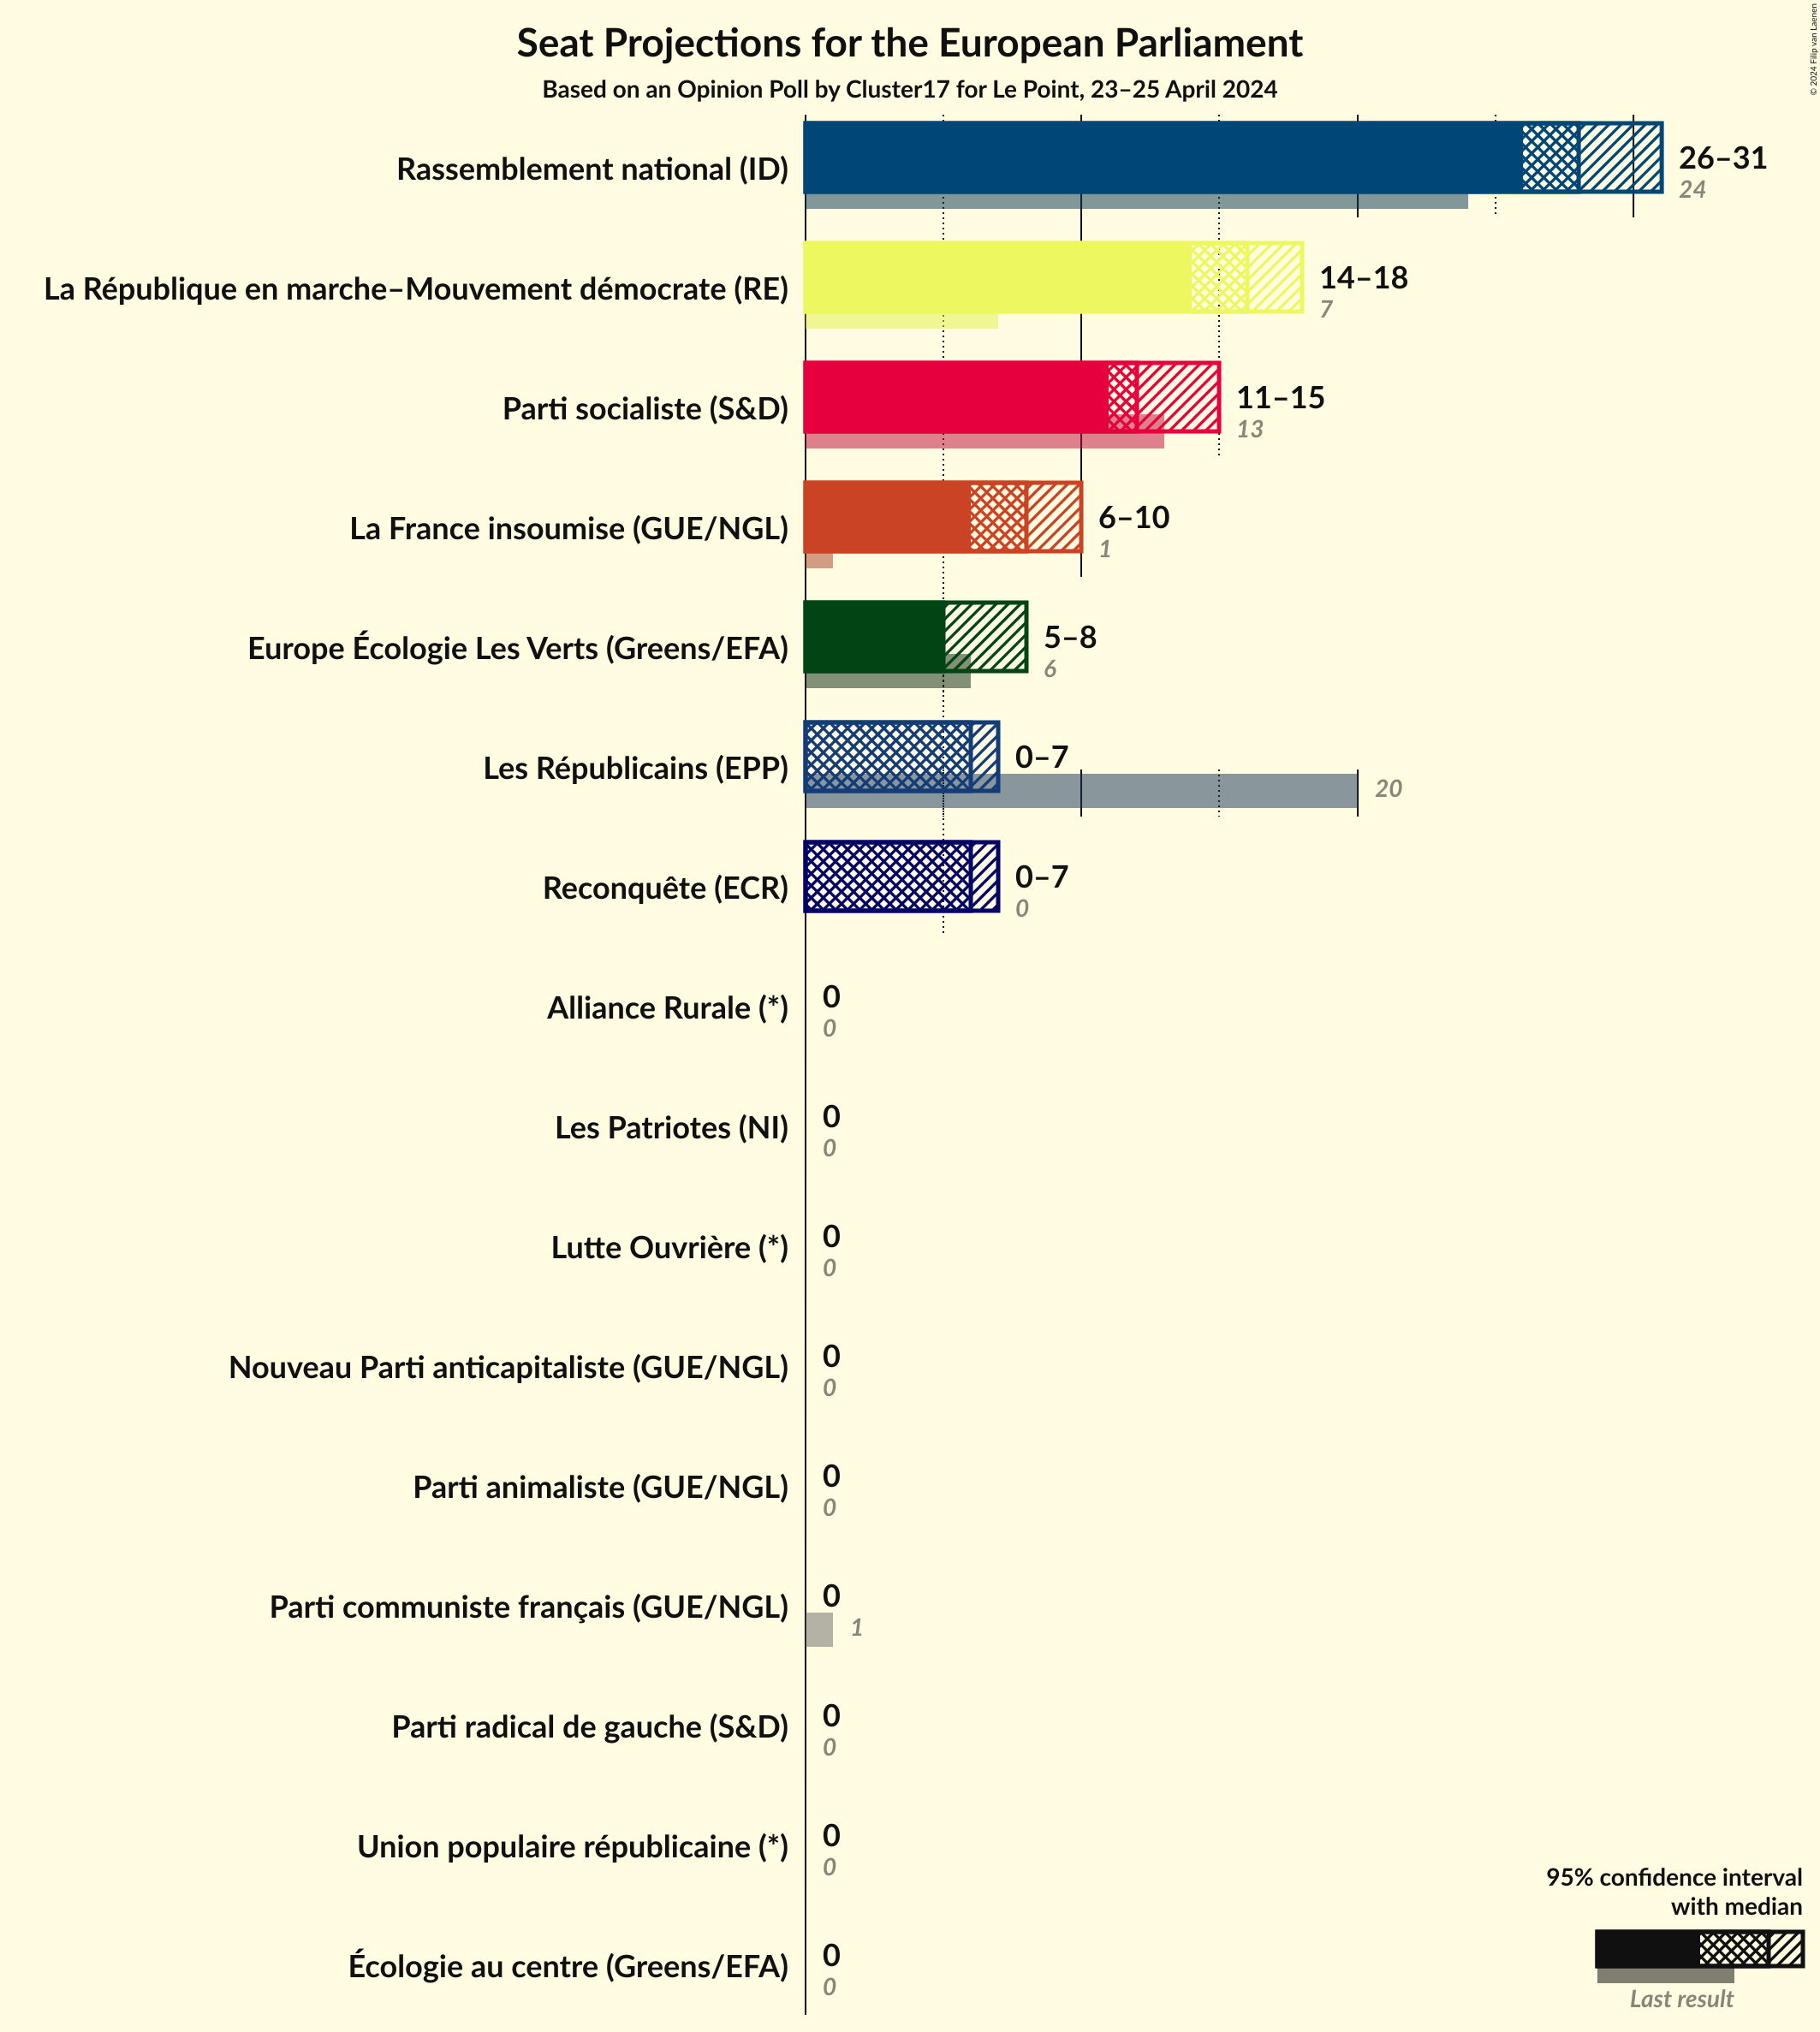 Seat Projections for the European Parliament
Based on an Opinion Poll by Cluster17 for Le Point, 23–25 April 2024
© 2024 Filip van Laenen
Rassemblement national (ID)
26–31
24
La République en marche–Mouvement démocrate (RE)
14–18
7
Parti socialiste (S&D)
11–15
13
La France insoumise (GUE/NGL)
6–10
1
Europe Écologie Les Verts (Greens/EFA)
5–8
6
Les Républicains (EPP)
0–7
20
Reconquête (ECR)
0–7
0
Alliance Rurale (*)
0
0
Les Patriotes (NI)
0
0
Lutte Ouvrière (*)
0
0
Nouveau Parti anticapitaliste (GUE/NGL)
0
0
Parti animaliste (GUE/NGL)
0
0
Parti communiste français (GUE/NGL)
0
1
Parti radical de gauche (S&D)
0
0
Union populaire républicaine (*)
0
0
Écologie au centre (Greens/EFA)
0
0
95% confidence interval
with median
Last result